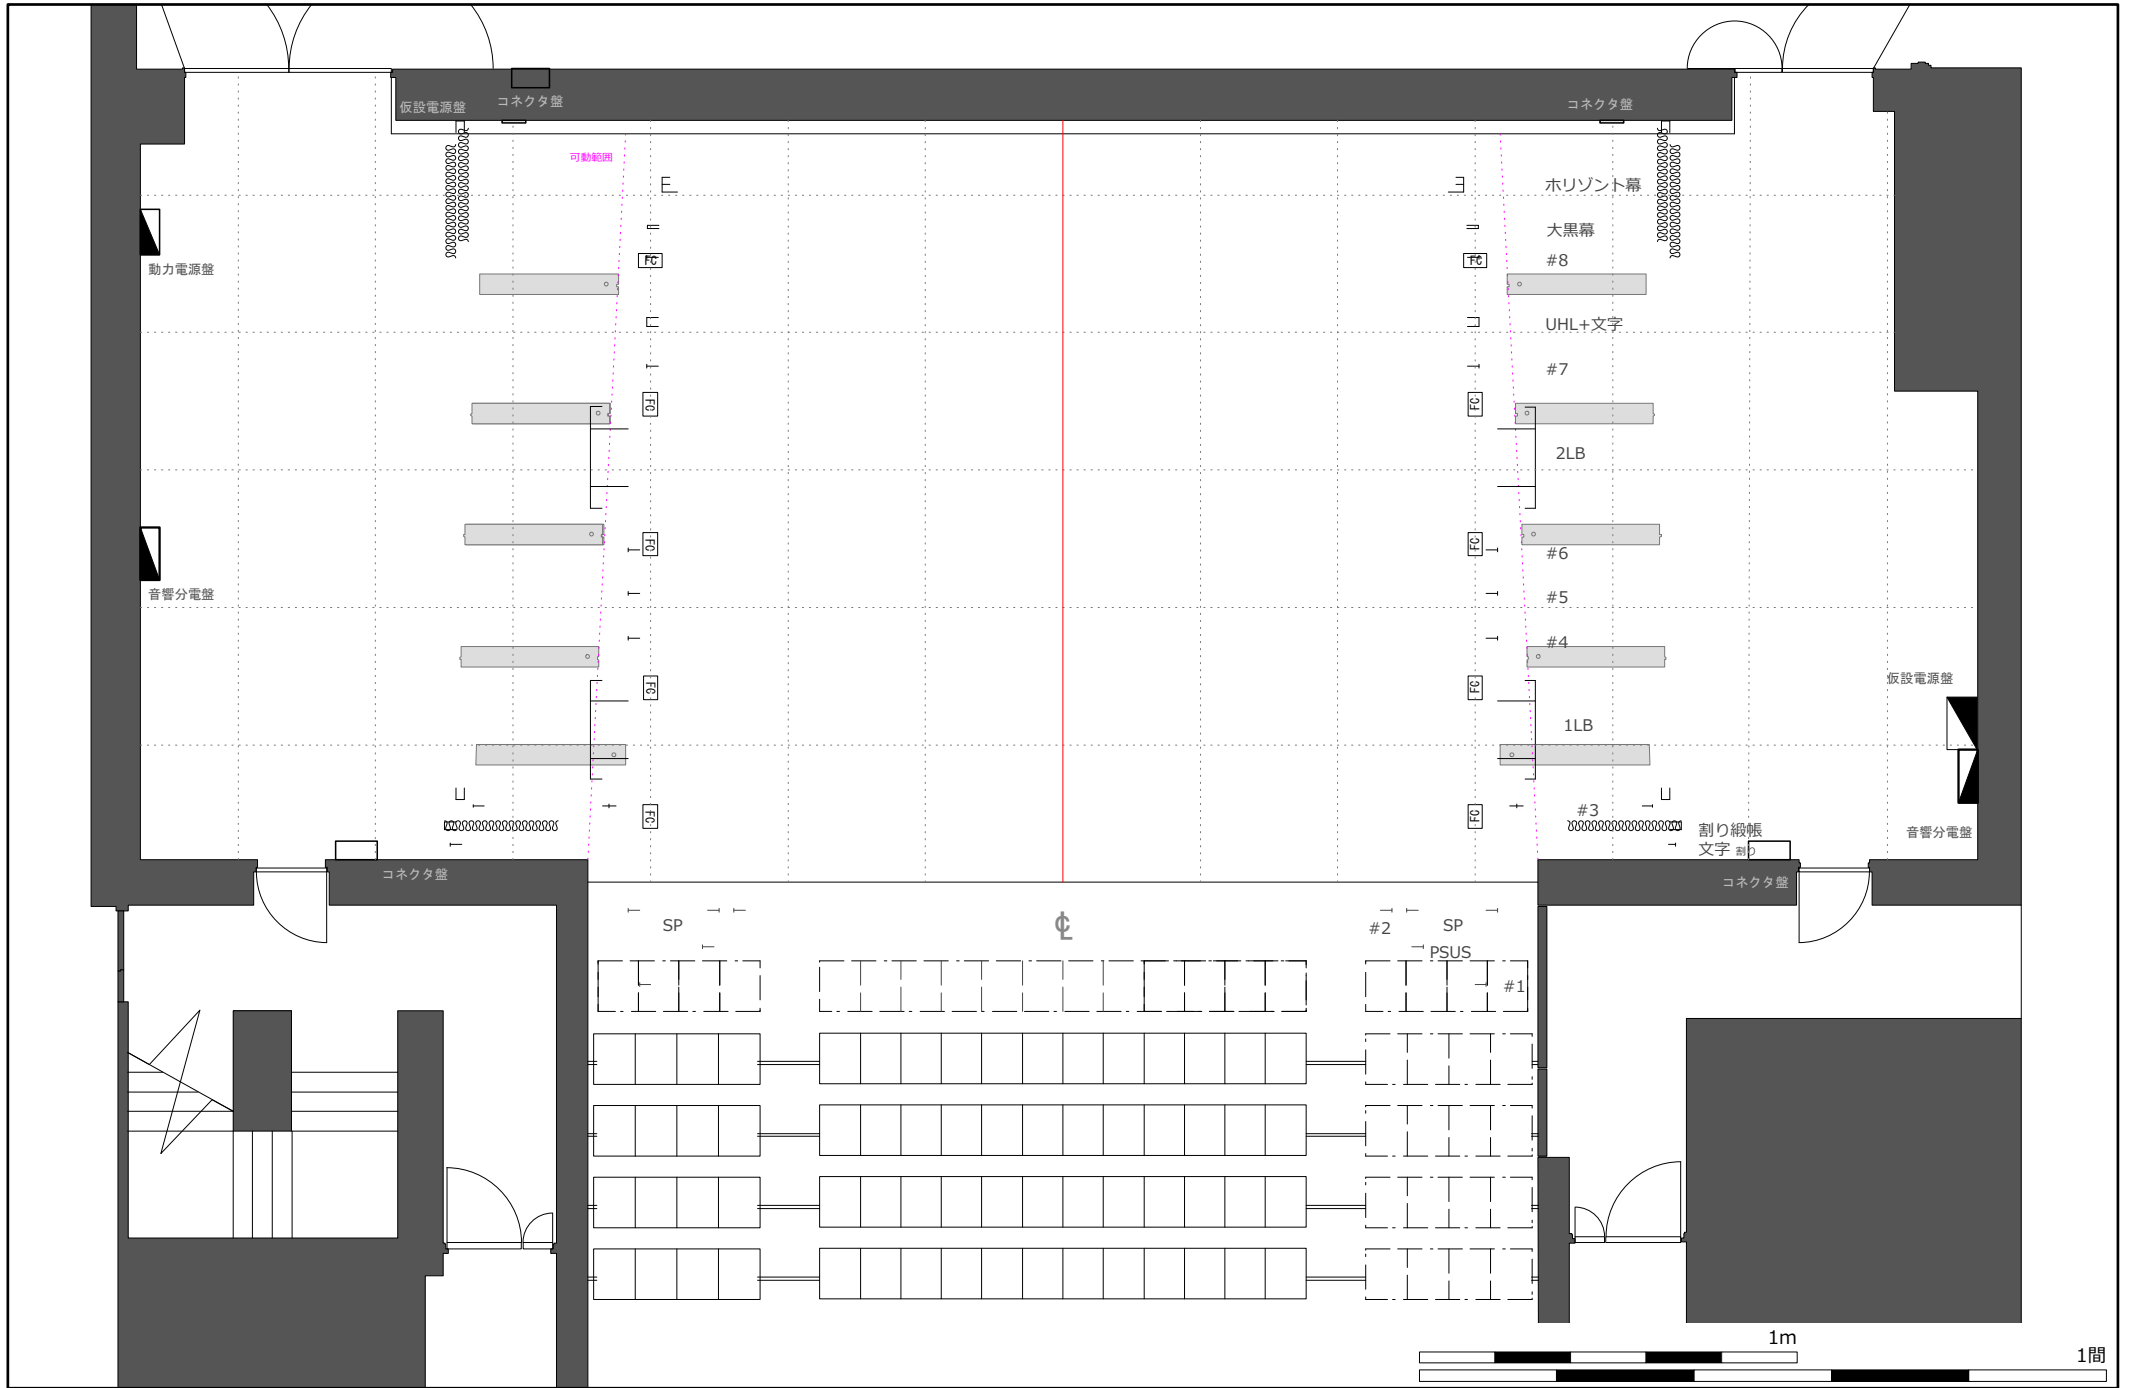 仮設電源盤
コネクタ盤
コネクタ盤
可動範囲
ホリゾント幕
大黒幕
FC
FC
#8
動力電源盤
UHL+文字
#7
FC
FC
2LB
FC
FC
#6
#5
音響分電盤
#4
仮設電源盤
FC
FC
1LB
#3
FC
FC
割り緞帳
音響分電盤
文字 割り
コネクタ盤
コネクタ盤
SP
℄
#2
SP
PSUS
#1
1m
1間